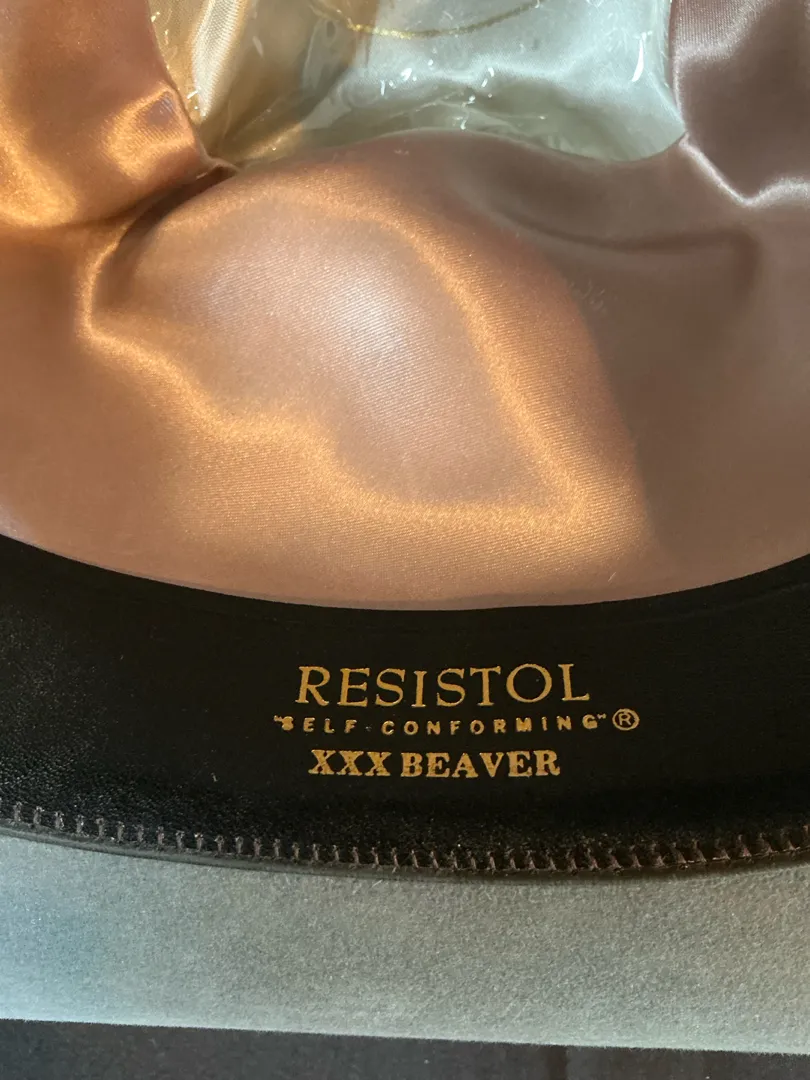 RESISTOL
"SELF-CONFORMING"®
XXX BEAVER